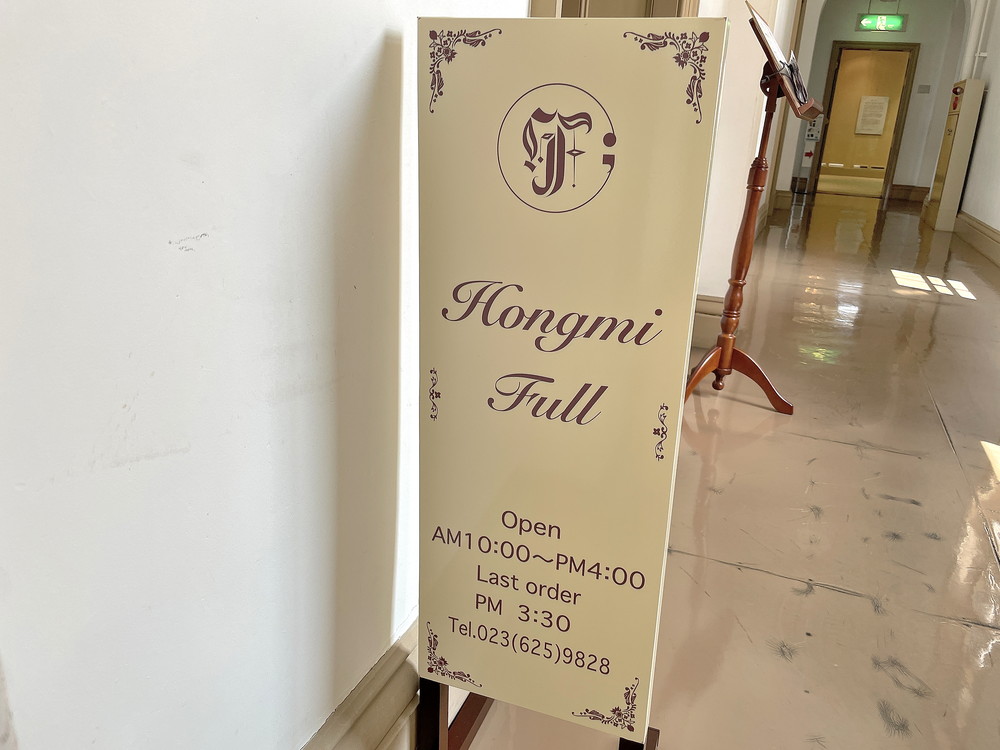 Hongmi
Full
Open
AM10:00～PM4:00
Last order
PM 3:30
Tel.023(625)9828